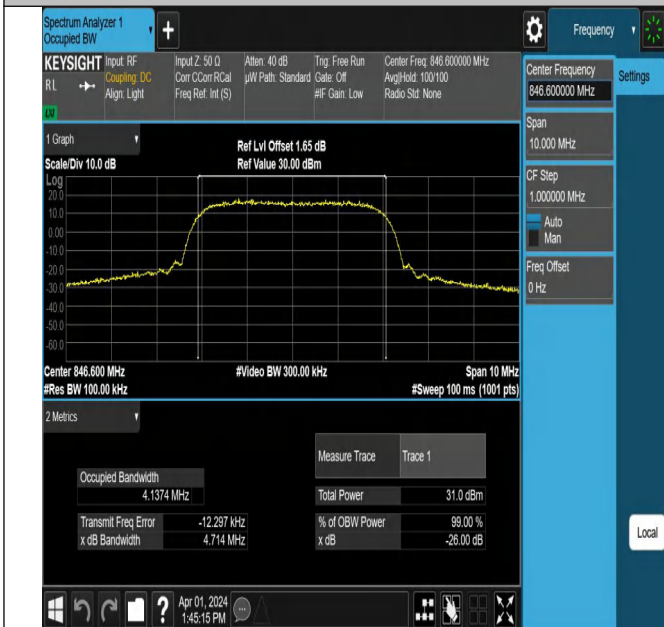 Spectrum Analyzer 1
Occupied BW
Frequency
KEYSIGHT
RL
LXI
Input: RF
Coupling: DC
Align: Light
Input Z: 50 Ω
Corr CCorr RCal
Freq Ref: Int (S)
Atten: 40 dB
µW Path: Standard
Trig: Free Run
Gate: Off
#IF Gain: Low
Center Freq: 846.600000 MHz
Avg|Hold: 100/100
Radio Std: None
Center Frequency
846.600000 MHz
Settings
Span
10.000 MHz
CF Step
1.000000 MHz
Auto
Man
Freq Offset
0 Hz
1 Graph
Scale/Div 10.0 dB
Ref Lvl Offset 1.65 dB
Ref Value 30.00 dBm
Log
20.0
10.0
0.00
-10.0
-20.0
-30.0
-40.0
-50.0
-60.0
Center 846.600 MHz
#Video BW 300.00 kHz
Span 10 MHz
#Res BW 100.00 kHz
#Sweep 100 ms (1001 pts)
2 Metrics
Measure Trace
Trace 1
Occupied Bandwidth
4.1374 MHz
Total Power
31.0 dBm
Transmit Freq Error
-12.297 kHz
% of OBW Power
99.00 %
x dB Bandwidth
4.714 MHz
x dB
-26.00 dB
Local
?
Apr 01, 2024
1:45:15 PM